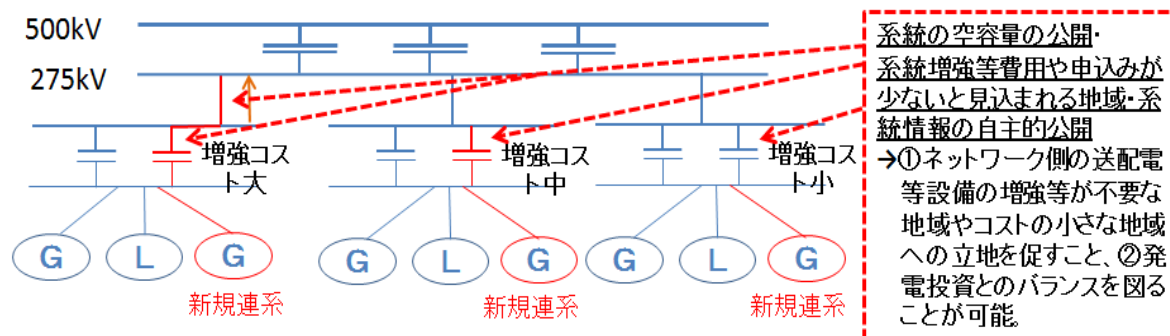 500kV
275kV
増強コス
ト大
増強コス
ト中
増強コス
ト小
G
L
G
G
L
G
G
L
G
新規連系
新規連系
新規連系
系統の空容量の公開・
系統増強等費用や申込みが
少ないと見込まれる地域・系
統情報の自主的公開
→①ネットワーク側の送配電
等設備の増強等が不要な
地域やコストの小さな地域
への立地を促すこと、②発
電投資とのバランスを図る
ことが可能。